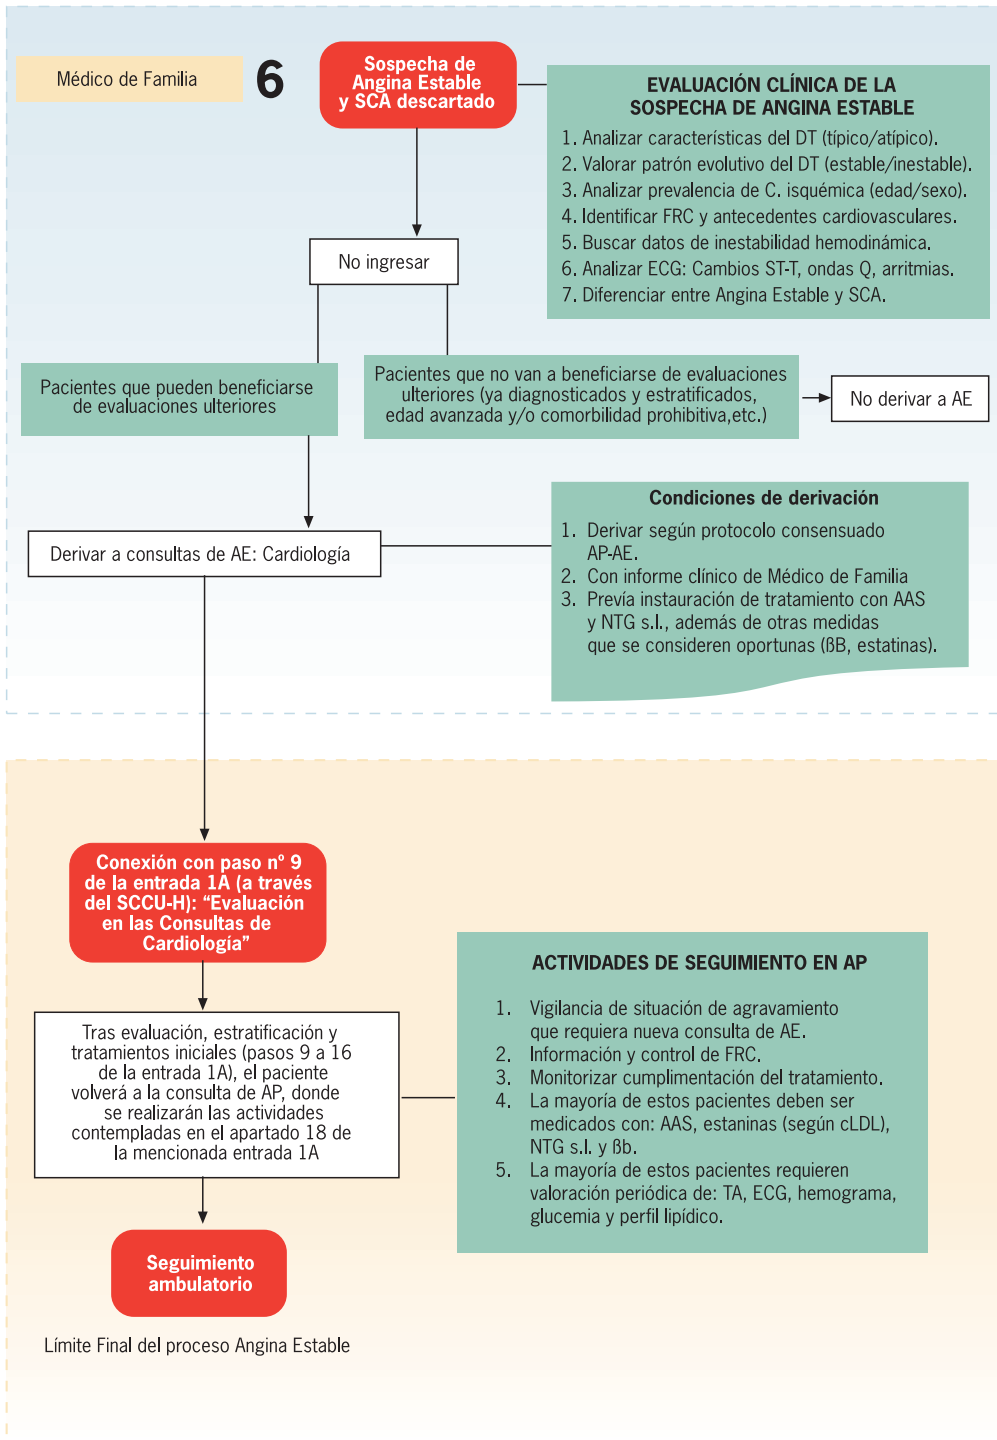 Médico de Familia
6
Sospecha de
Angina Estable
y SCA descartado
EVALUACIÓN CLÍNICA DE LA
SOSPECHA DE ANGINA ESTABLE
1. Analizar características del DT (típico/atípico).
2. Valorar patrón evolutivo del DT (estable/inestable).
3. Analizar prevalencia de C. isquémica (edad/sexo).
4. Identificar FRC y antecedentes cardiovasculares.
5. Buscar datos de inestabilidad hemodinámica.
6. Analizar ECG: Cambios ST-T, ondas Q, arritmias.
7. Diferenciar entre Angina Estable y SCA.
No ingresar
Pacientes que pueden beneficiarse
de evaluaciones ulteriores
Pacientes que no van a beneficiarse de evaluaciones
ulteriores (ya diagnosticados y estratificados,
edad avanzada y/o comorbilidad prohibitiva,etc.)
No derivar a AE
Derivar a consultas de AE: Cardiología
Condiciones de derivación
1. Derivar según protocolo consensuado
AP-AE.
2. Con informe clínico de Médico de Familia
3. Prevía instauración de tratamiento con AAS
y NTG s.l., además de otras medidas
que se consideren oportunas (ßB, estatinas).
Conexión con paso nº 9
de la entrada 1A (a través
del SCCU-H): “Evaluación
en las Consultas de
Cardiología”
Tras evaluación, estratificación y
tratamientos iniciales (pasos 9 a 16
de la entrada 1A), el paciente
volverá a la consulta de AP, donde
se realizarán las actividades
contempladas en el apartado 18 de
la mencionada entrada 1A
ACTIVIDADES DE SEGUIMIENTO EN AP
1. Vigilancia de situación de agravamiento
que requiera nueva consulta de AE.
2. Información y control de FRC.
3. Monitorizar cumplimentación del tratamiento.
4. La mayoría de estos pacientes deben ser
medicados con: AAS, estaninas (según cLDL),
NTG s.l. y ßb.
5. La mayoría de estos pacientes requieren
valoración periódica de: TA, ECG, hemograma,
glucemia y perfil lipídico.
Seguimiento
ambulatorio
Límite Final del proceso Angina Estable